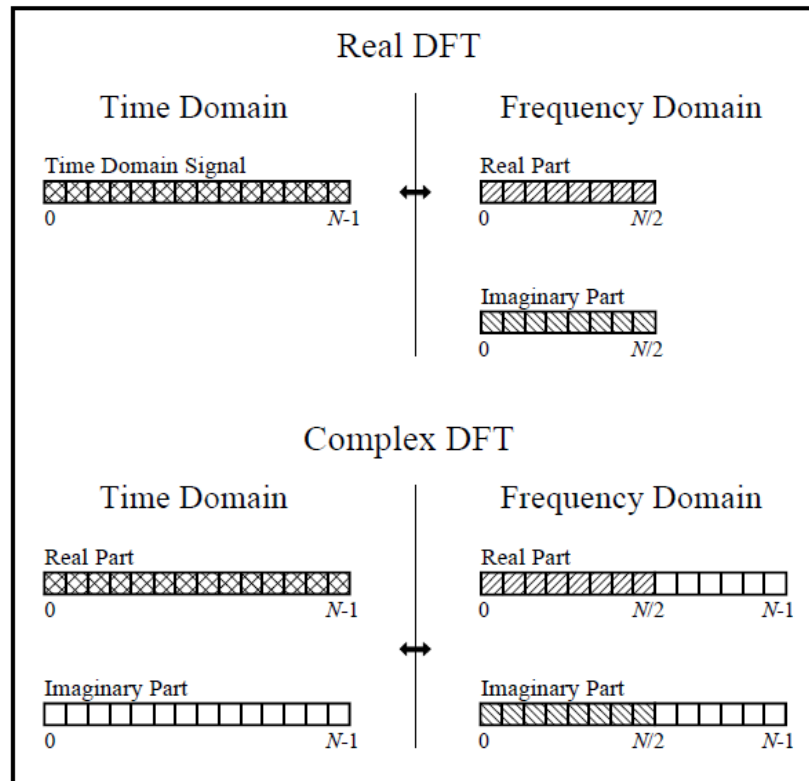 Real DFT
Time Domain
Frequency Domain
Time Domain Signal
0 N-1
Real Part
0 N/2
Imaginary Part
0 N/2
Complex DFT
Time Domain
Frequency Domain
Real Part
0 N-1
Real Part
0 N/2 N-1
Imaginary Part
0 N-1
Imaginary Part
0 N/2 N-1